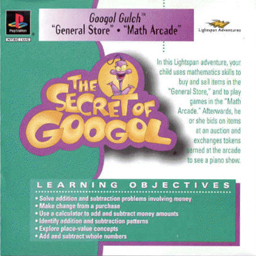 Googol Gulch™
"General Store" • "Math Arcade"
PlayStation
Lightspan Adventures
In this Lightspan adventure, your
child uses mathematics skills to
buy and sell items in the
"General Store," and to play
games in the "Math
Arcade." Afterwards, he
or she bids on items
at an auction and
exchanges tokens
earned at the arcade
to see a piano show.
THE
SECRET OF
GOOGOL
LEARNING OBJECTIVES
• Solve addition and subtraction problems involving money
• Make change from a purchase
• Use a calculator to add and subtract money amounts
• Identify addition and subtraction patterns
• Explore place-value concepts
• Add and subtract whole numbers